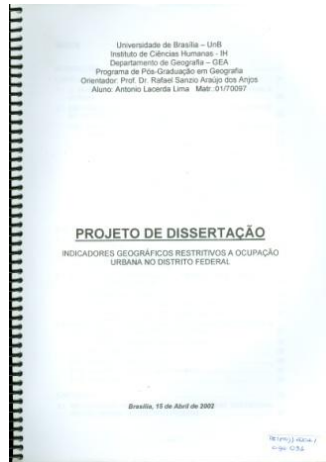 Universidade de Brasília – UnB
Instituto de Ciências Humanas - IH
Departamento de Geografia – GEA
Programa de Pós-Graduação em Geografia
Orientador: Prof. Dr. Rafael Sanzio Araújo dos Anjos
Aluno: Antonio Lacerda Lima Matr.:01/70097
PROJETO DE DISSERTAÇÃO
INDICADORES GEOGRÁFICOS RESTRITIVOS A OCUPAÇÃO
URBANA NO DISTRITO FEDERAL
Brasília, 15 de Abril de 2002